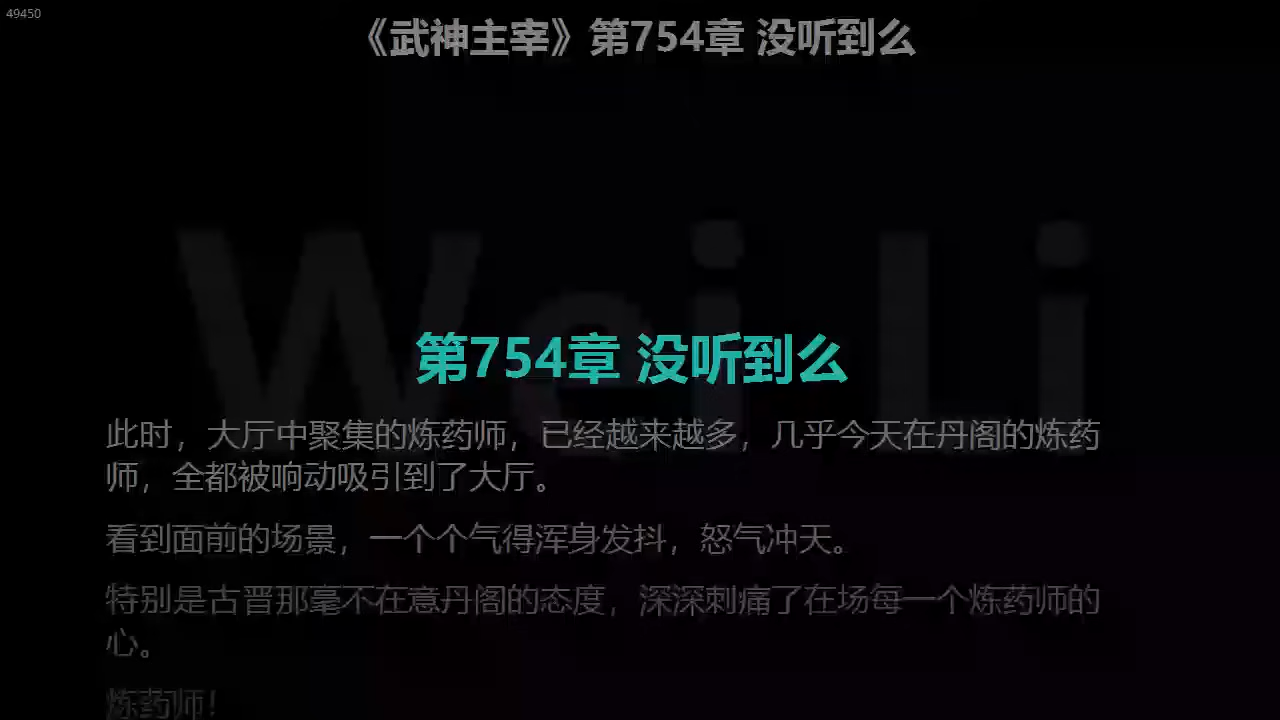 49450
《武神主宰》第754章 没听到么
Wei Li
第754章 没听到么
此时，大厅中聚集的炼药师，已经越来越多，几乎今天在丹阁的炼药
师，全都被响动吸引到了大厅。
看到面前的场景，一个个气得浑身发抖，怒气冲天。
特别是古晋那毫不在意丹阁的态度，深深刺痛了在场每一个炼药师的
心。
炼药师！